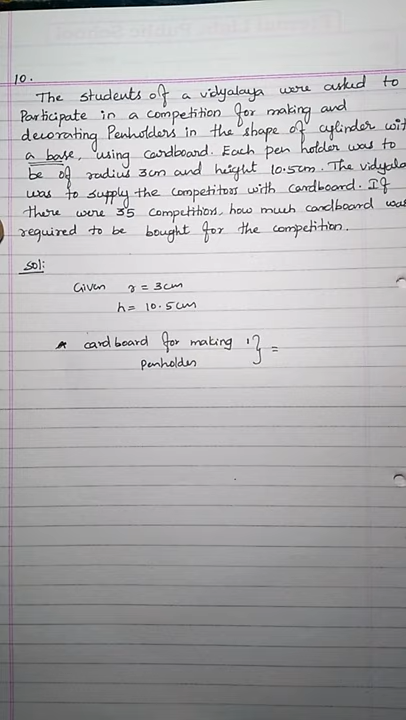 10.
The students of a vidyalaya were asked to
Participate in a competition for making and
decorating Penholders in the shape of cylinder wit
a base, using cardboard. Each pen holder was to
be of radius 3cm and height 10.5cm. The vidyala
was to supply the competitors with cardboard. If
there were 35 competition, how much cardboard was
required to be bought for the competition.
Sol:
Given r = 3cm
h = 10.5cm
cardboard for making 1 } =
Penholder